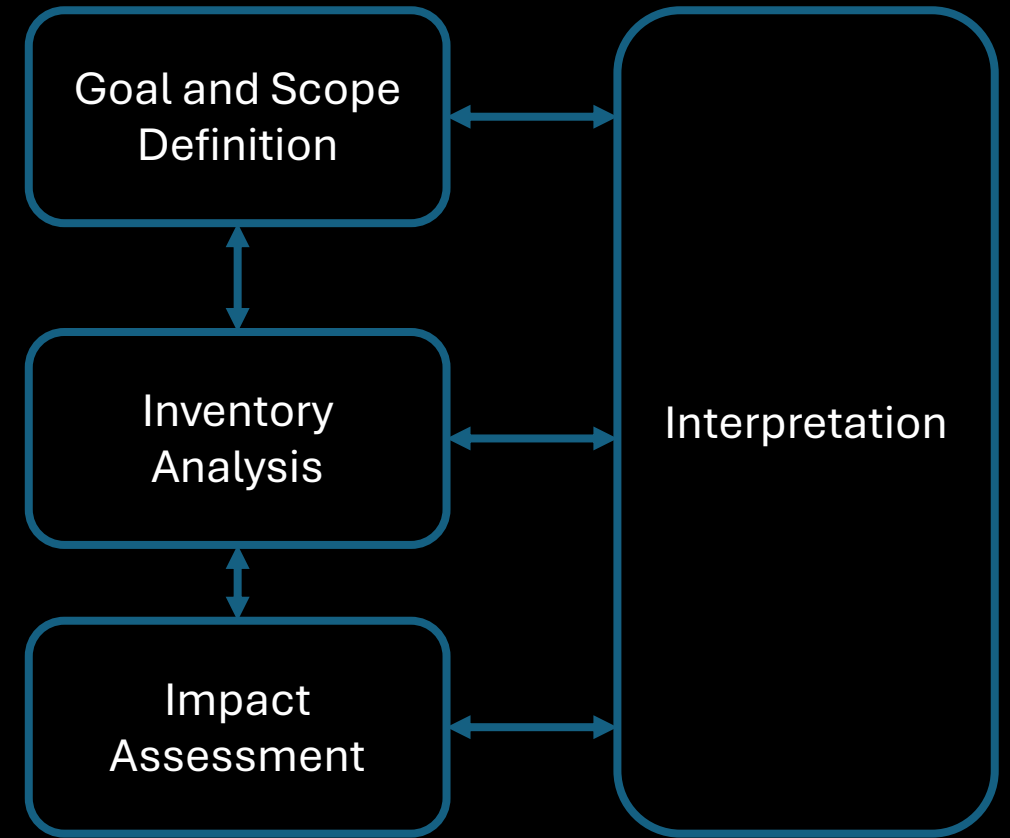 Goal and Scope
Definition
Inventory
Analysis
Interpretation
Impact
Assessment